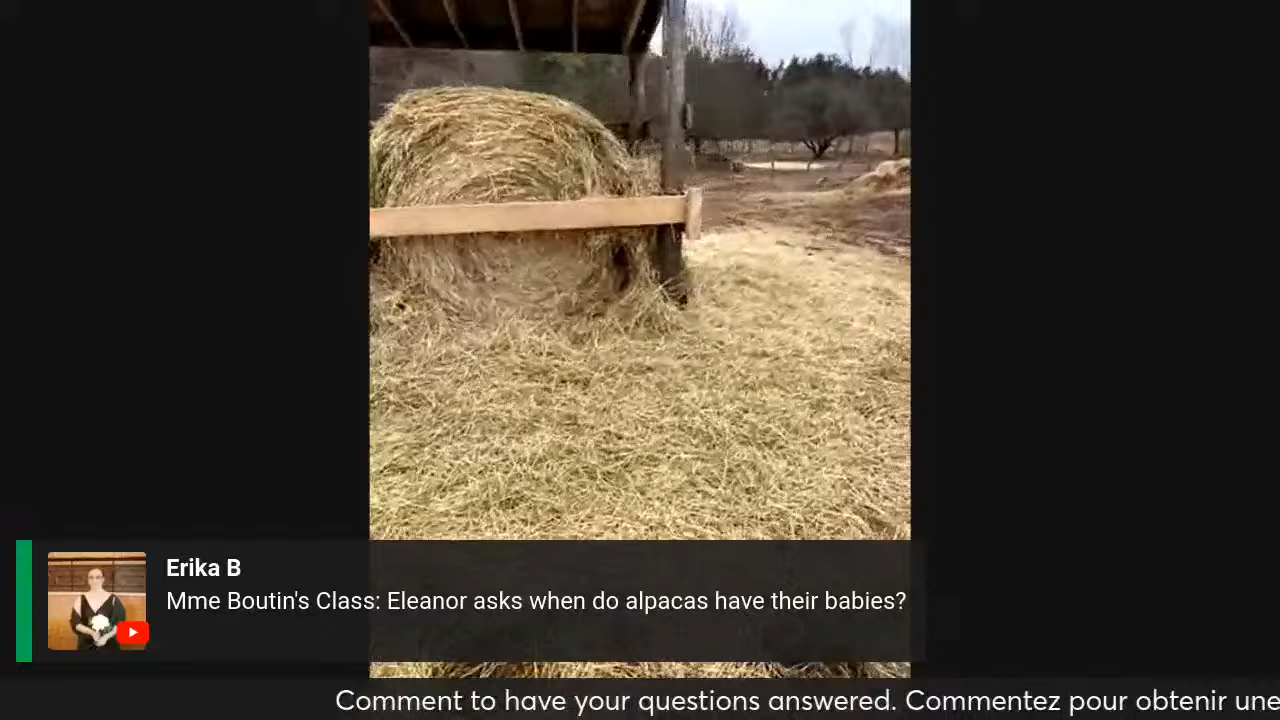 Erika B
Mme Boutin's Class: Eleanor asks when do alpacas have their babies?
Comment to have your questions answered. Commentez pour obtenir une